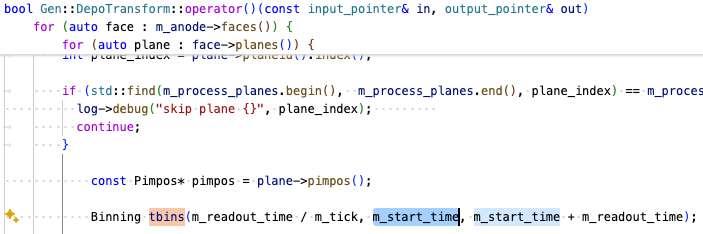 bool Gen::DepoTransform::operator()(const input_pointer& in, output_pointer& out)
for (auto face : m_anode->faces()) {
for (auto plane : face->planes()) {
int plane_index = plane->planeid().index();
if (std::find(m_process_planes.begin(), m_process_planes.end(), plane_index) == m_proces
log->debug("skip plane {}", plane_index);
continue;
}
const Pimpos* pimpos = plane->pimpos();
Binning tbins(m_readout_time / m_tick, m_start_time, m_start_time + m_readout_time);